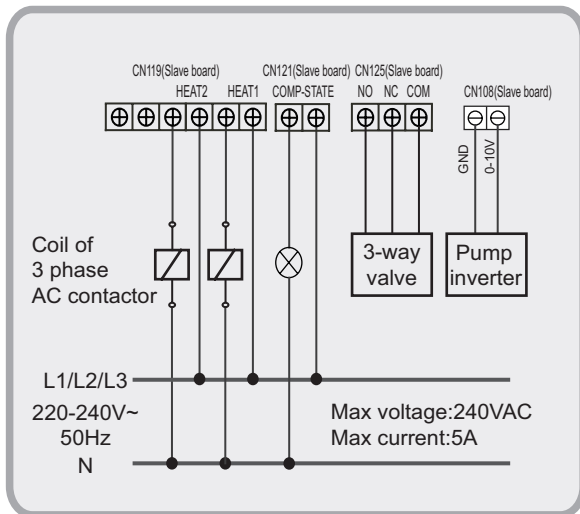 CN119(Slave board) CN121(Slave board) CN125(Slave board)
HEAT2 HEAT1 COMP-STATE NO NC COM CN108(Slave board)
GND 0-10V
Coil of
3 phase
AC contactor
3-way
valve
Pump
inverter
L1/L2/L3
220-240V~
50Hz
N
Max voltage:240VAC
Max current:5A